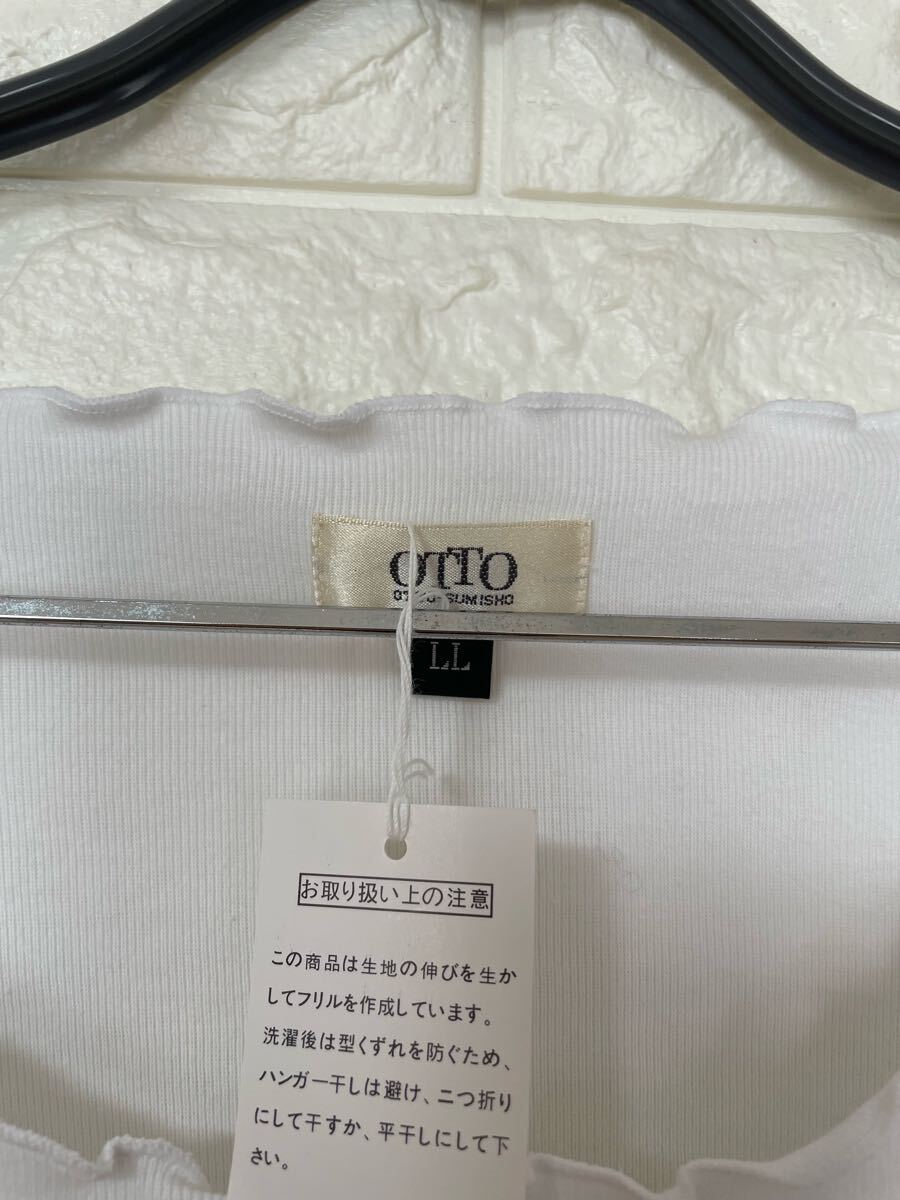 OTTO
OTTO-SUMISHO
LL
お取り扱い上の注意
この商品は生地の伸びを生か
してフリルを作成しています。
洗濯後は型くずれを防ぐため、
ハンガー干しは避け、二つ折り
にして干すか、平干しにして下
さい。